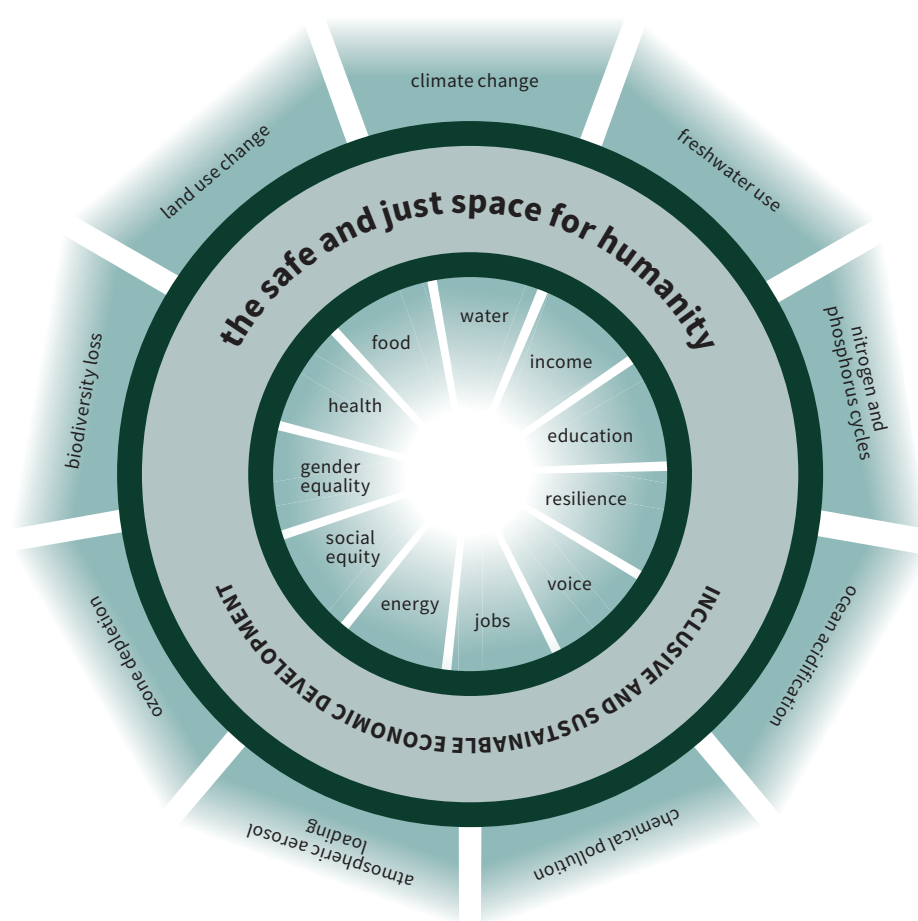 climate change
freshwater use
nitrogen and
phosphorus cycles
ocean acidification
chemical pollution
atmospheric aerosol
loading
ozone depletion
biodiversity loss
land use change
the safe and just space for humanity
INCLUSIVE AND SUSTAINABLE ECONOMIC DEVELOPMENT
water
income
education
resilience
voice
jobs
energy
social
equity
gender
equality
health
food